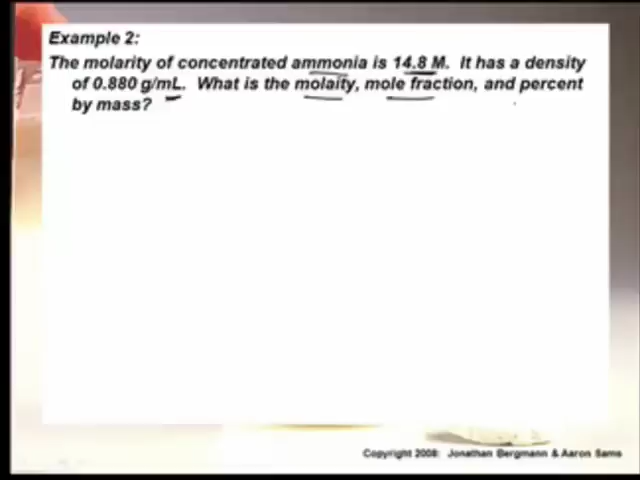 Example 2:
The molarity of concentrated ammonia is 14.8 M. It has a density
of 0.880 g/mL. What is the molaity, mole fraction, and percent
by mass?
Copyright 2008: Jonathan Bergmann & Aaron Sams